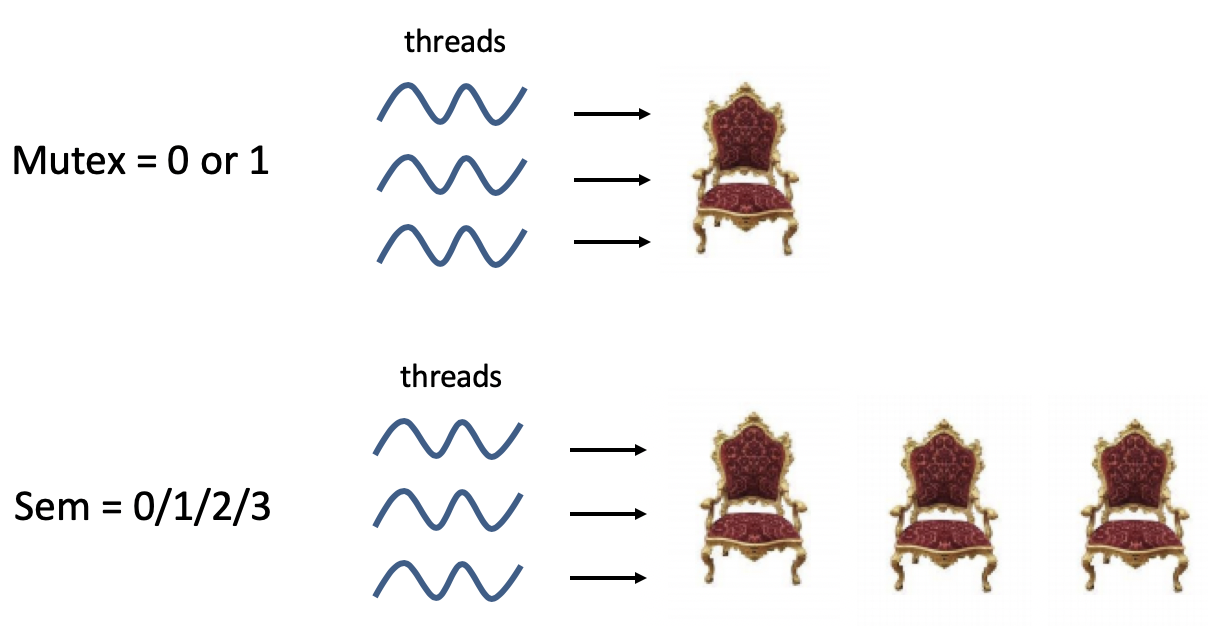 threads
Mutex = 0 or 1
threads
Sem = 0/1/2/3